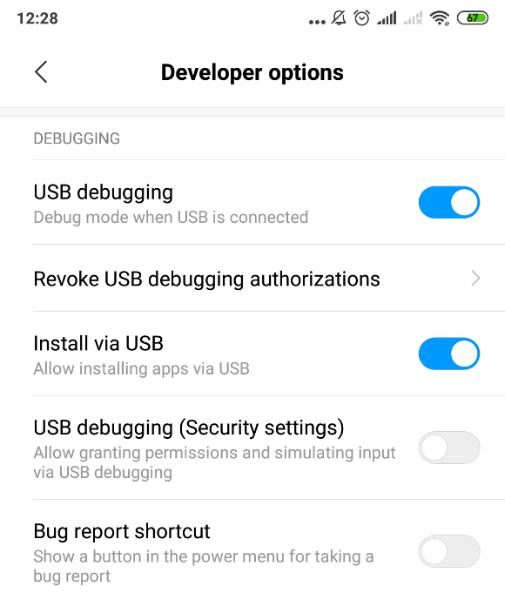 12:28
67
Developer options
DEBUGGING
USB debugging
Debug mode when USB is connected
Revoke USB debugging authorizations
Install via USB
Allow installing apps via USB
USB debugging (Security settings)
Allow granting permissions and simulating input
via USB debugging
Bug report shortcut
Show a button in the power menu for taking a
bug report